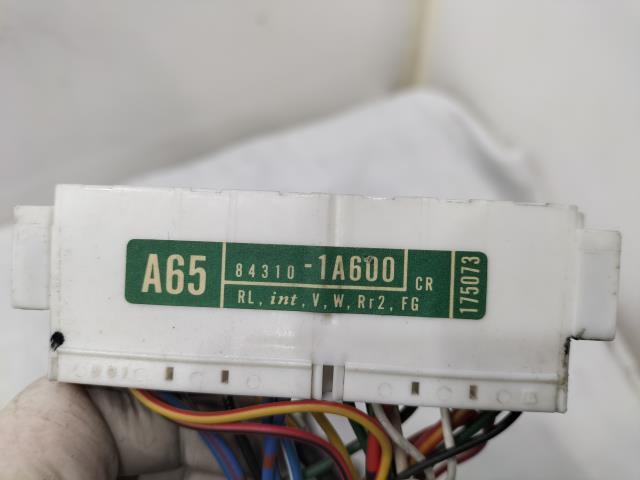 A65
84310-1A600
CR
RL, int, V, W, Rr2, FG
175073